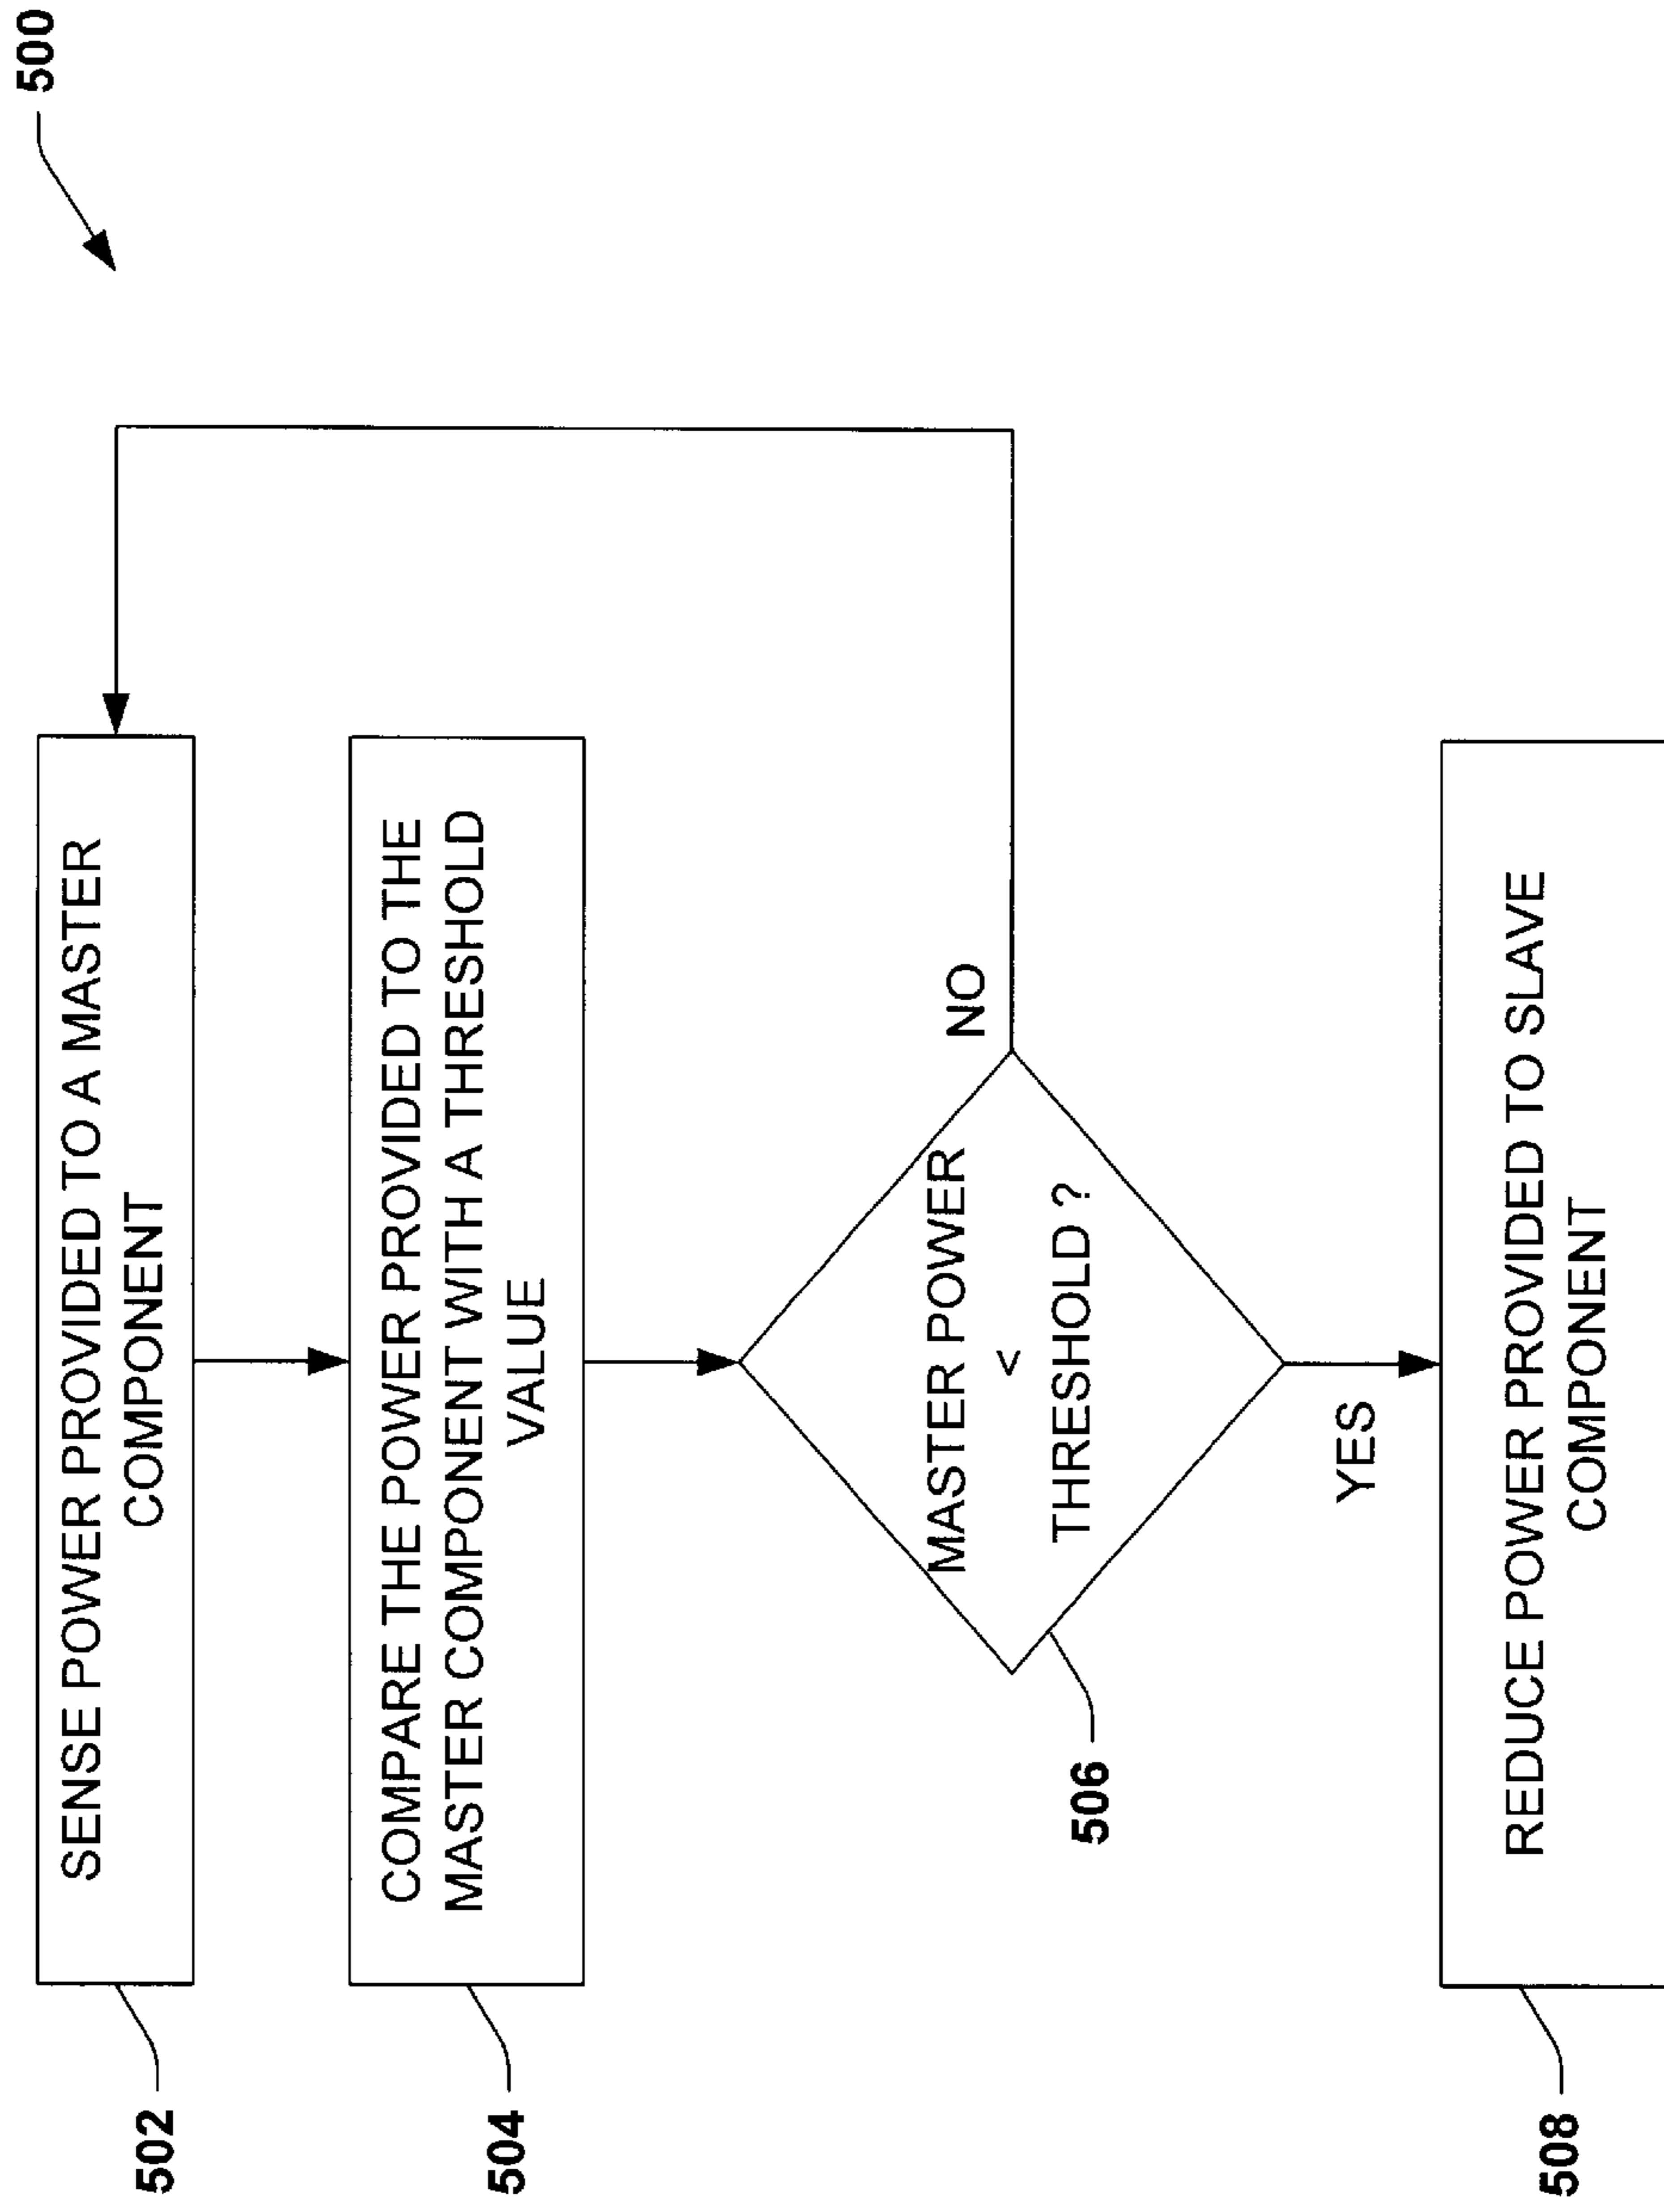 500
SENSE POWER PROVIDED TO A MASTER
COMPONENT
502
COMPARE THE POWER PROVIDED TO THE
MASTER COMPONENT WITH A THRESHOLD
VALUE
504
MASTER POWER
<
THRESHOLD ?
NO
506
YES
REDUCE POWER PROVIDED TO SLAVE
COMPONENT
508